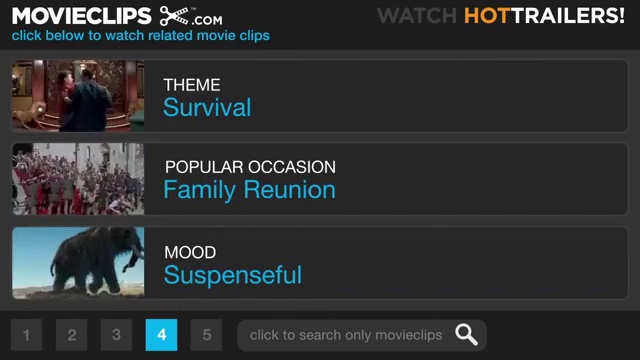 MOVIECLIPS .COM
WATCH HOTTRAILERS!
click below to watch related movie clips
THEME
Survival
POPULAR OCCASION
Family Reunion
MOOD
Suspenseful
1 2 3 4 5 click to search only movieclips